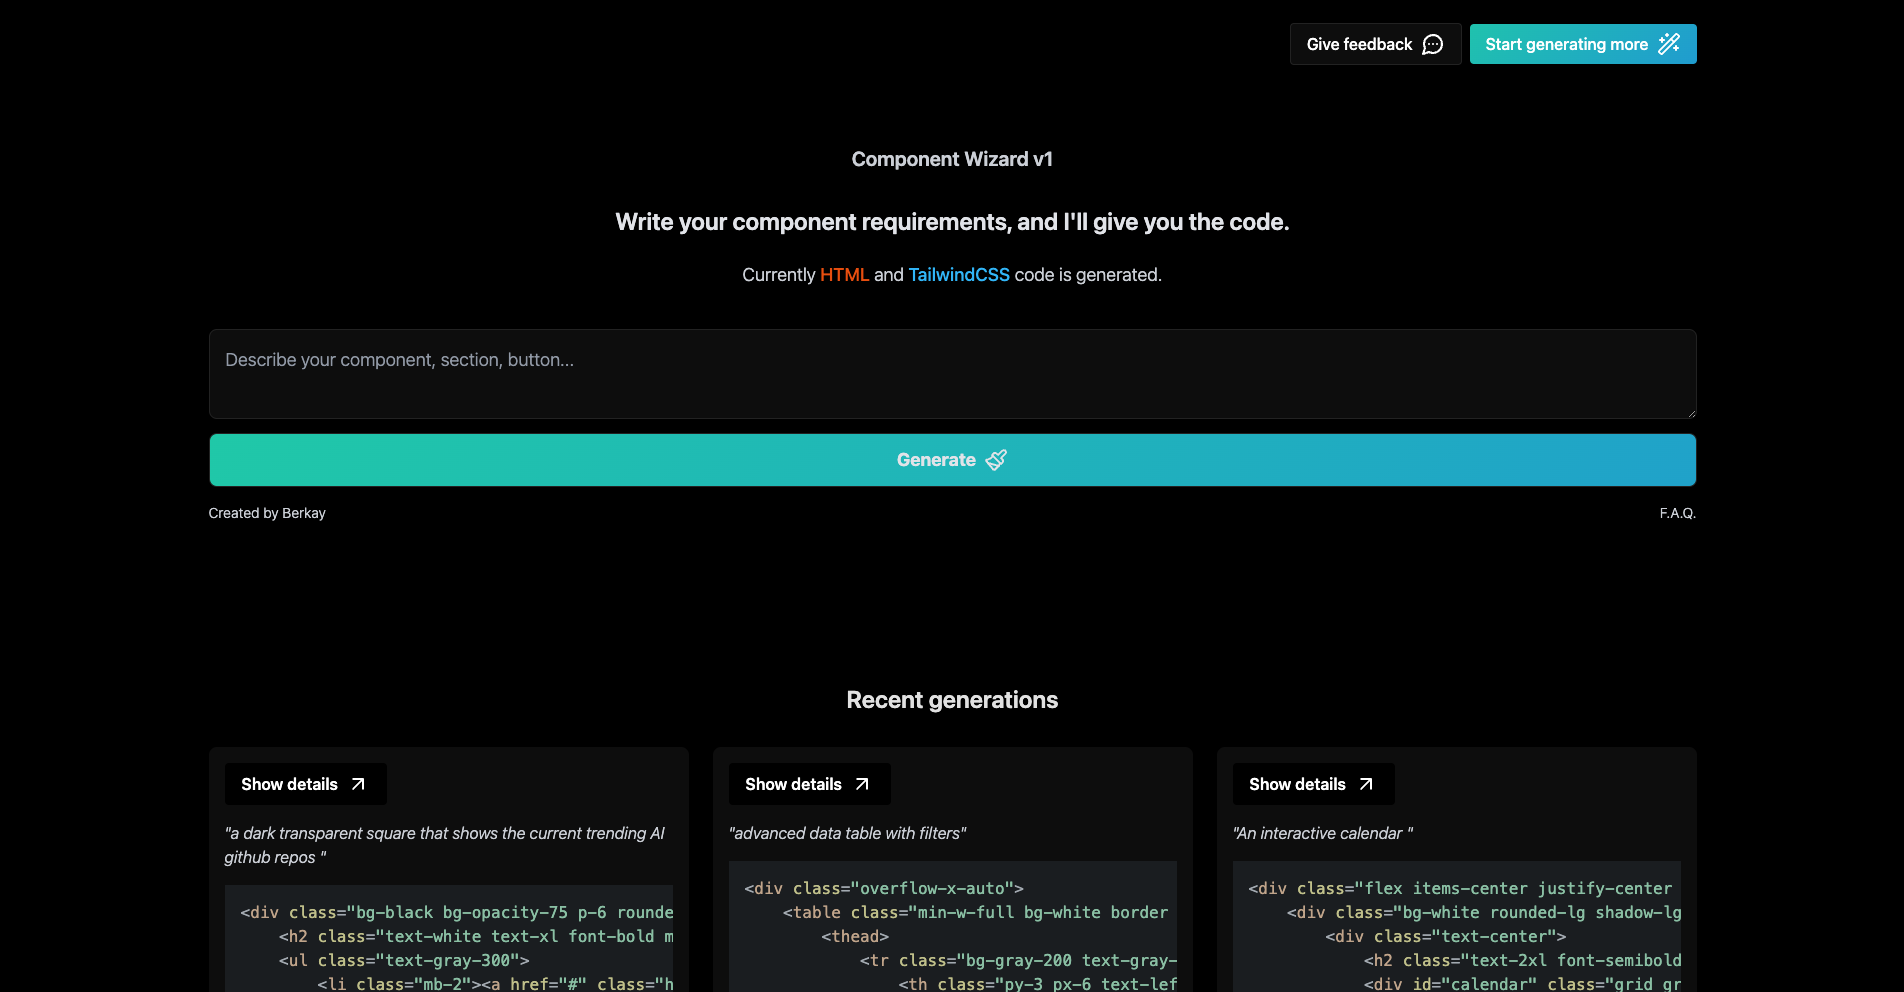 Give feedback
Start generating more
Component Wizard v1
Write your component requirements, and I'll give you the code.
Currently HTML and TailwindCSS code is generated.
Describe your component, section, button...
Generate
Created by Berkay
F.A.Q.
Recent generations
Show details
"a dark transparent square that shows the current trending AI
github repos "
<div class="bg-black bg-opacity-75 p-6 rounde
<h2 class="text-white text-xl font-bold m
<ul class="text-gray-300">
<li class="mb-2"><a href="#" class="h
Show details
"advanced data table with filters"
<div class="overflow-x-auto">
<table class="min-w-full bg-white border
<thead>
<tr class="bg-gray-200 text-gray-
<th class="py-3 px-6 text-lef
Show details
"An interactive calendar "
<div class="flex items-center justify-center
<div class="bg-white rounded-lg shadow-lg
<div class="text-center">
<h2 class="text-2xl font-semibold
<div id="calendar" class="grid gr